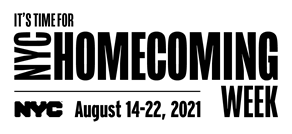 IT'S TIME FOR
NYC HOMECOMING
WEEK
NYC August 14-22, 2021